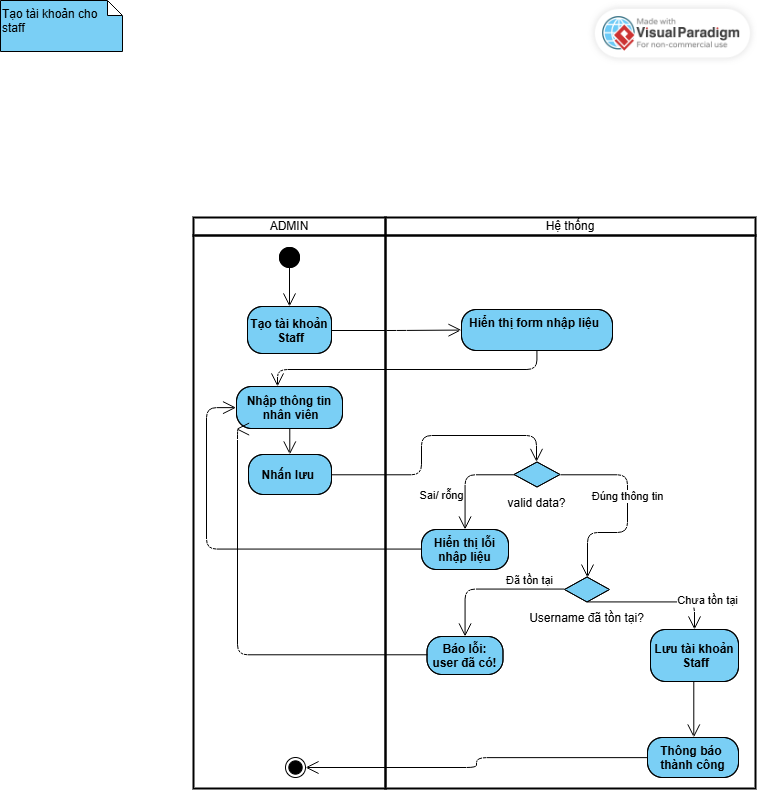 Tạo tài khoản cho
staff
Made with
Visual Paradigm
For non-commercial use
ADMIN
Hệ thống
Tạo tài khoản
Staff
Hiển thị form nhập liệu
Nhập thông tin
nhân viên
Nhấn lưu
Sai/ rỗng
valid data?
Đúng thông tin
Hiển thị lỗi
nhập liệu
Đã tồn tại
Username đã tồn tại?
Chưa tồn tại
Báo lỗi:
user đã có!
Lưu tài khoản
Staff
Thông báo
thành công